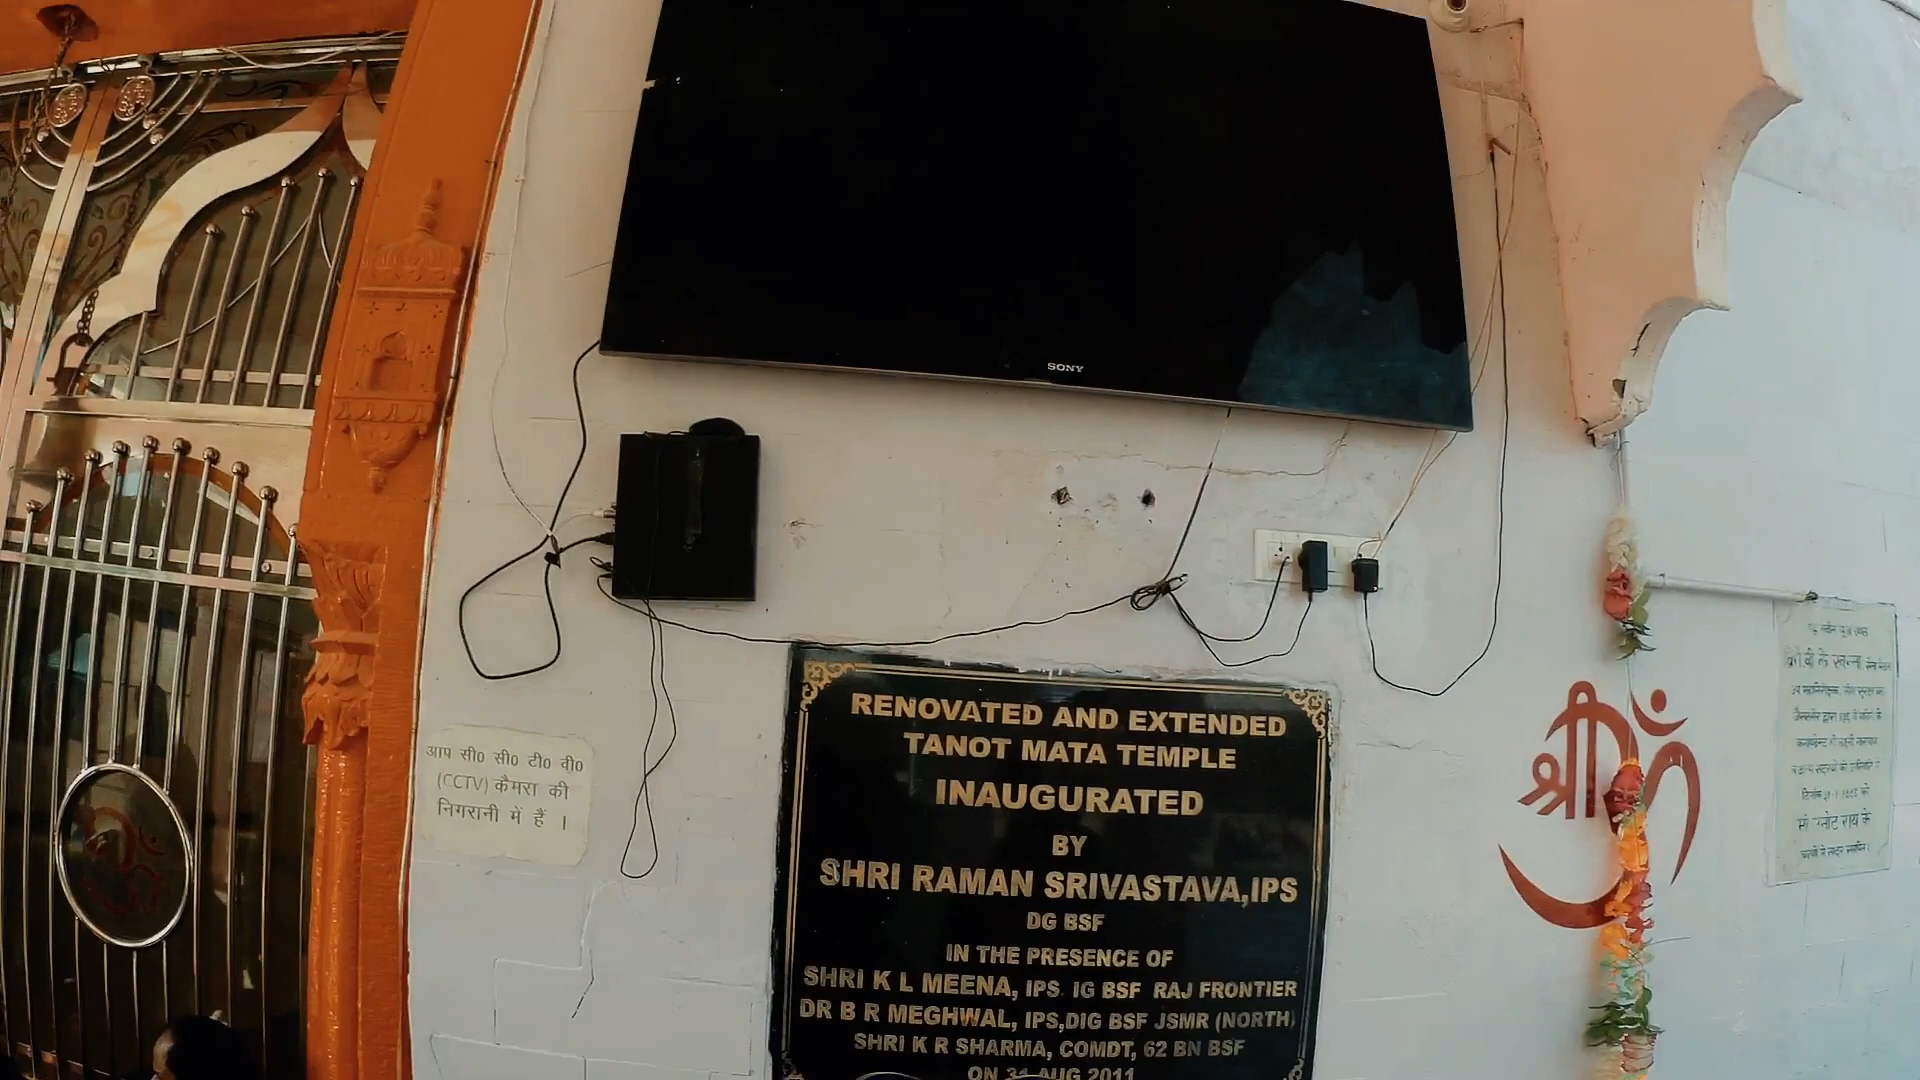 SONY
आप सी० सी० टी० वी०
(CCTV) कैमरा की
निगरानी में हैं ।
RENOVATED AND EXTENDED
TANOT MATA TEMPLE
INAUGURATED
BY
SHRI RAMAN SRIVASTAVA,IPS
DG BSF
IN THE PRESENCE OF
SHRI K L MEENA, IPS. IG BSF RAJ FRONTIER
DR B R MEGHWAL, IPS,DIG BSF JSMR (NORTH)
SHRI K R SHARMA, COMDT, 62 BN BSF
ON 31 AUG 2011
श्री ॐ